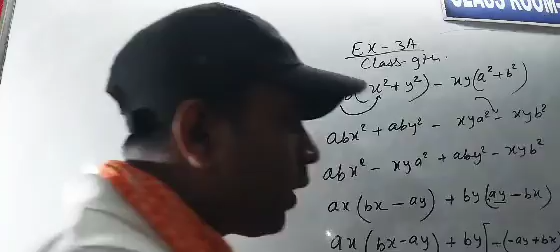 CLASS ROOM
Ex - 3A
Class - 9th
(x² + y²) - xy(a² + b²)
abx² + aby² - xya² - xyb²
abx² - xya² + aby² - xyb²
ax(bx - ay) + by(ay - bx)
ax(bx - ay) + by[-(-ay + bx